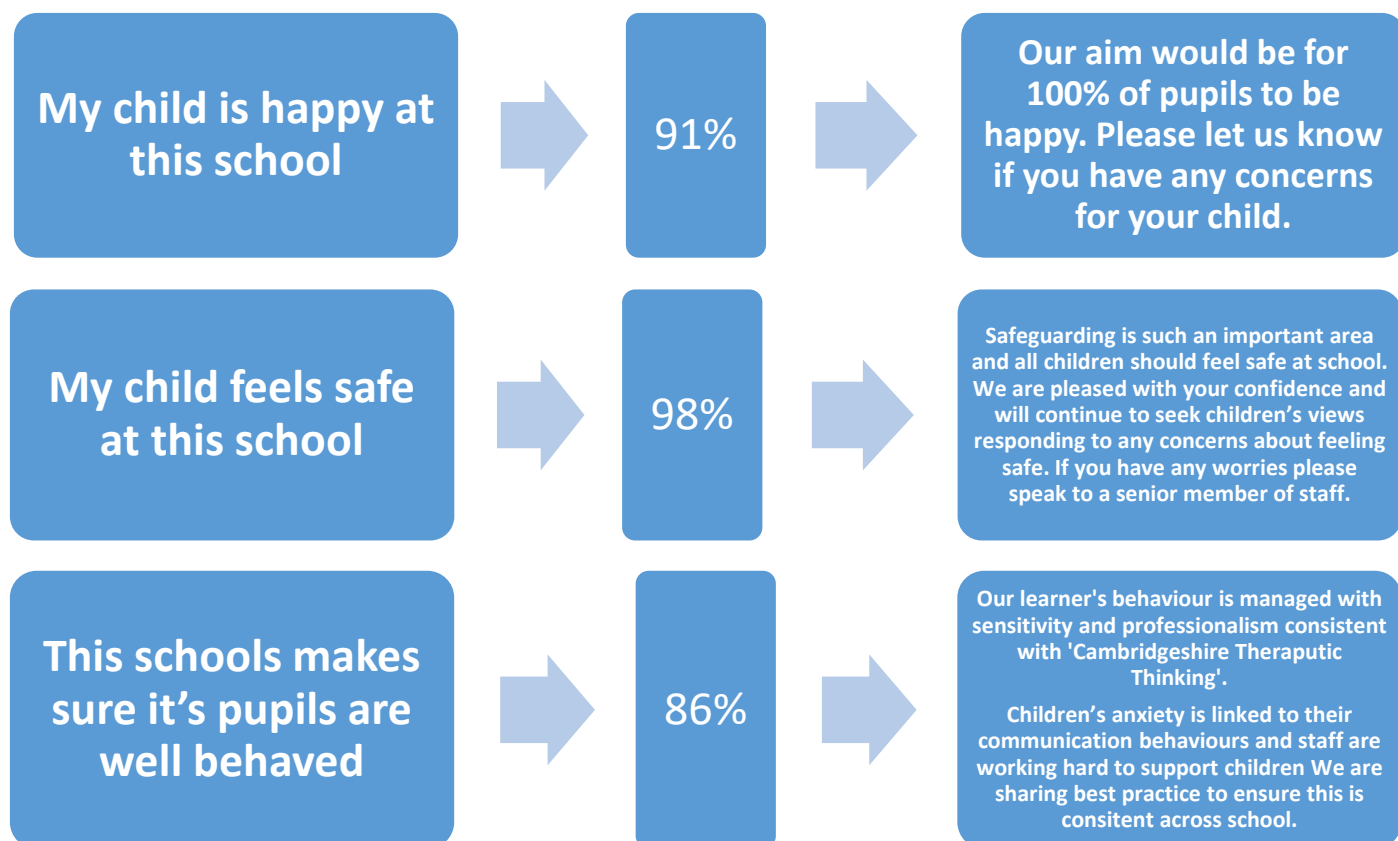 My child is happy at
this school
91%
Our aim would be for
100% of pupils to be
happy. Please let us know
if you have any concerns
for your child.
My child feels safe
at this school
98%
Safeguarding is such an important area
and all children should feel safe at school.
We are pleased with your confidence and
will continue to seek children’s views
responding to any concerns about feeling
safe. If you have any worries please
speak to a senior member of staff.
This schools makes
sure it’s pupils are
well behaved
86%
Our learner's behaviour is managed with
sensitivity and professionalism consistent
with 'Cambridgeshire Theraputic
Thinking'.
Children’s anxiety is linked to their
communication behaviours and staff are
working hard to support children We are
sharing best practice to ensure this is
consitent across school.